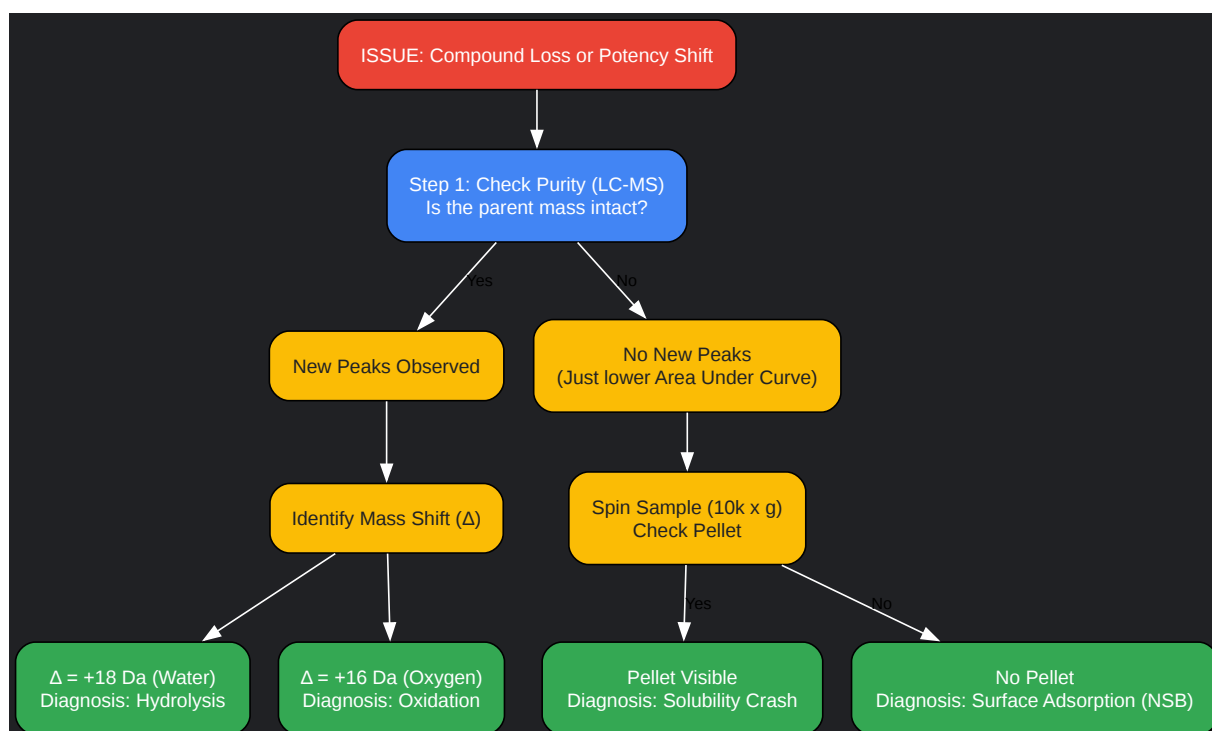 ISSUE: Compound Loss or Potency Shift
Step 1: Check Purity (LC-MS)
Is the parent mass intact?
Yes
No
New Peaks Observed
No New Peaks
(Just lower Area Under Curve)
Identify Mass Shift (Δ)
Spin Sample (10k x g)
Check Pellet
Yes
No
Δ = +18 Da (Water)
Diagnosis: Hydrolysis
Δ = +16 Da (Oxygen)
Diagnosis: Oxidation
Pellet Visible
Diagnosis: Solubility Crash
No Pellet
Diagnosis: Surface Adsorption (NSB)